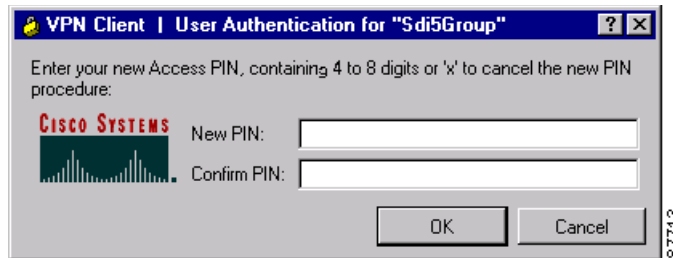 VPN Client | User Authentication for "Sdi5Group"
Enter your new Access PIN, containing 4 to 8 digits or 'x' to cancel the new PIN
procedure:
CISCO SYSTEMS
New PIN:
Confirm PIN:
OK
Cancel
87713